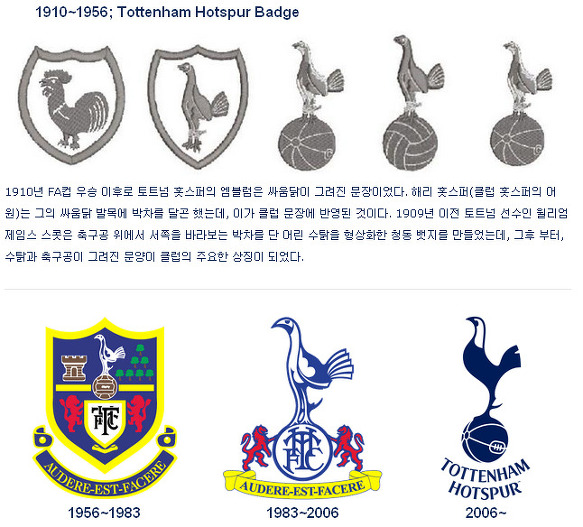 1910~1956; Tottenham Hotspur Badge
1910년 FA컵 우승 이후로 토트넘 홋스퍼의 엠블럼은 싸움닭이 그려진 문장이었다. 해리 홋스퍼(클럽 홋스퍼의 어
원)는 그의 싸움닭 발목에 박차를 달곤 했는데, 이가 클럽 문장에 반영된 것이다. 1909년 이전 토트넘 선수인 윌리엄
제임스 스콧은 축구공 위에서 서쪽을 바라보는 박차를 단 어린 수탉을 형상화한 청동 뱃지를 만들었는데, 그후 부터,
수탉과 축구공이 그려진 문양이 클럽의 주요한 상징이 되었다.
THFC
AUDERE-EST-FACERE
1956~1983
THFC
AUDERE-EST-FACERE
1983~2006
TOTTENHAM
HOTSPUR
2006~